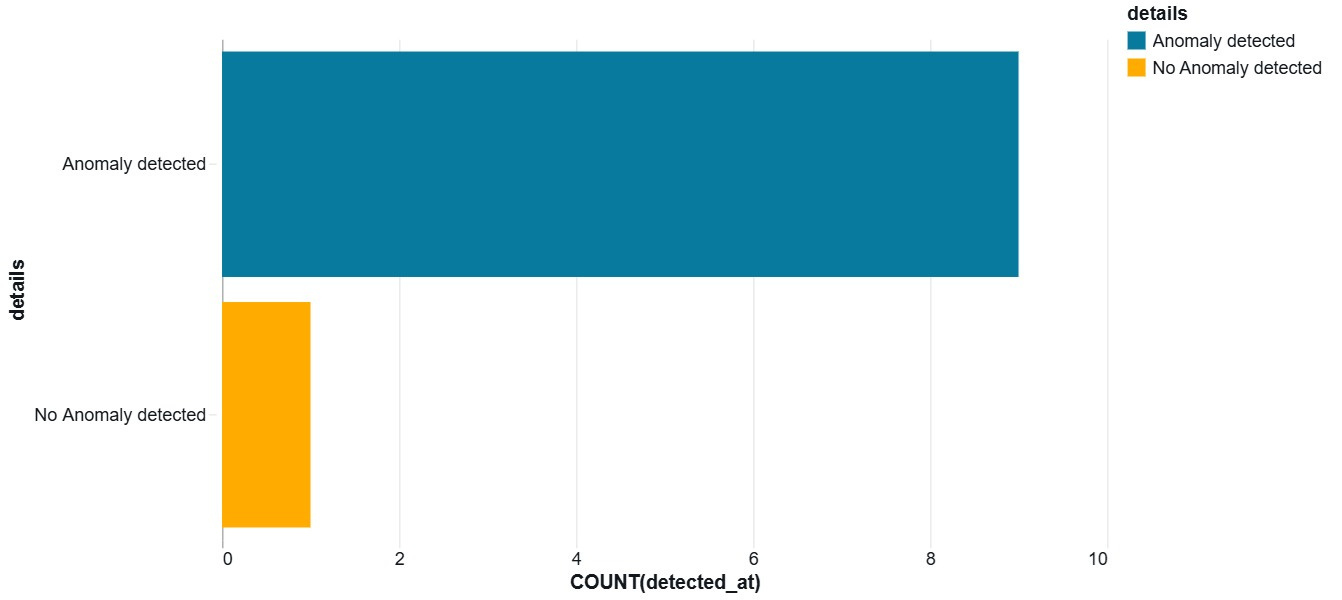 details
Anomaly detected
No Anomaly detected
Anomaly detected
No Anomaly detected
details
0 2 4 6 8 10
COUNT(detected_at)